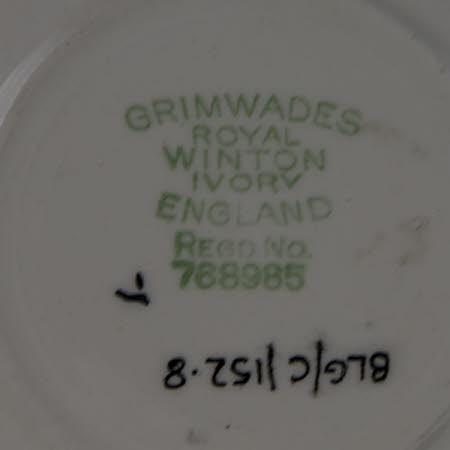 GRIMWADES
ROYAL
WINTON
IVORY
ENGLAND
REGD NO.
768985
BLG/C/152.8